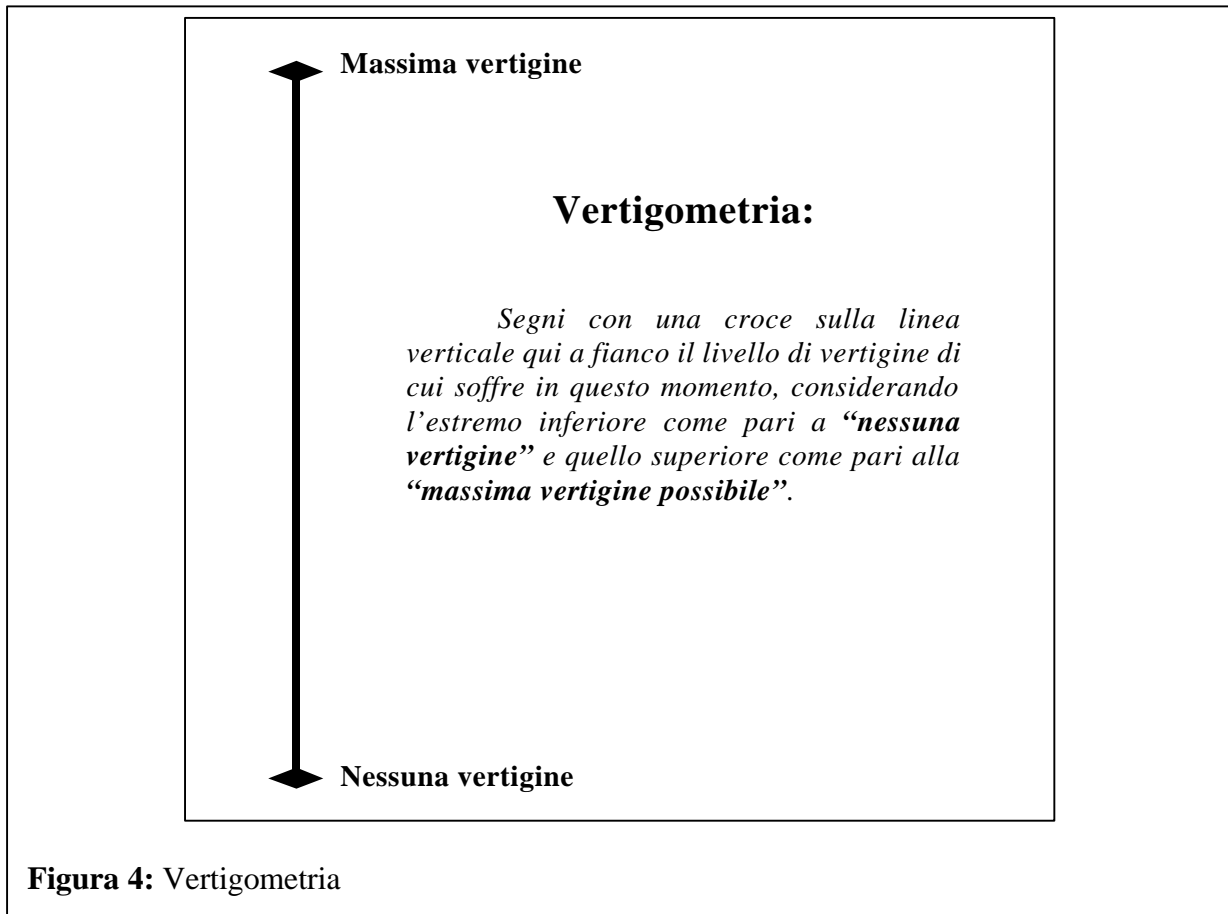 Massima vertigine
Vertigometria:
Segni con una croce sulla linea
verticale qui a fianco il livello di vertigine di
cui soffre in questo momento, considerando
l’estremo inferiore come pari a “nessuna
vertigine” e quello superiore come pari alla
“massima vertigine possibile”.
Nessuna vertigine
Figura 4: Vertigometria